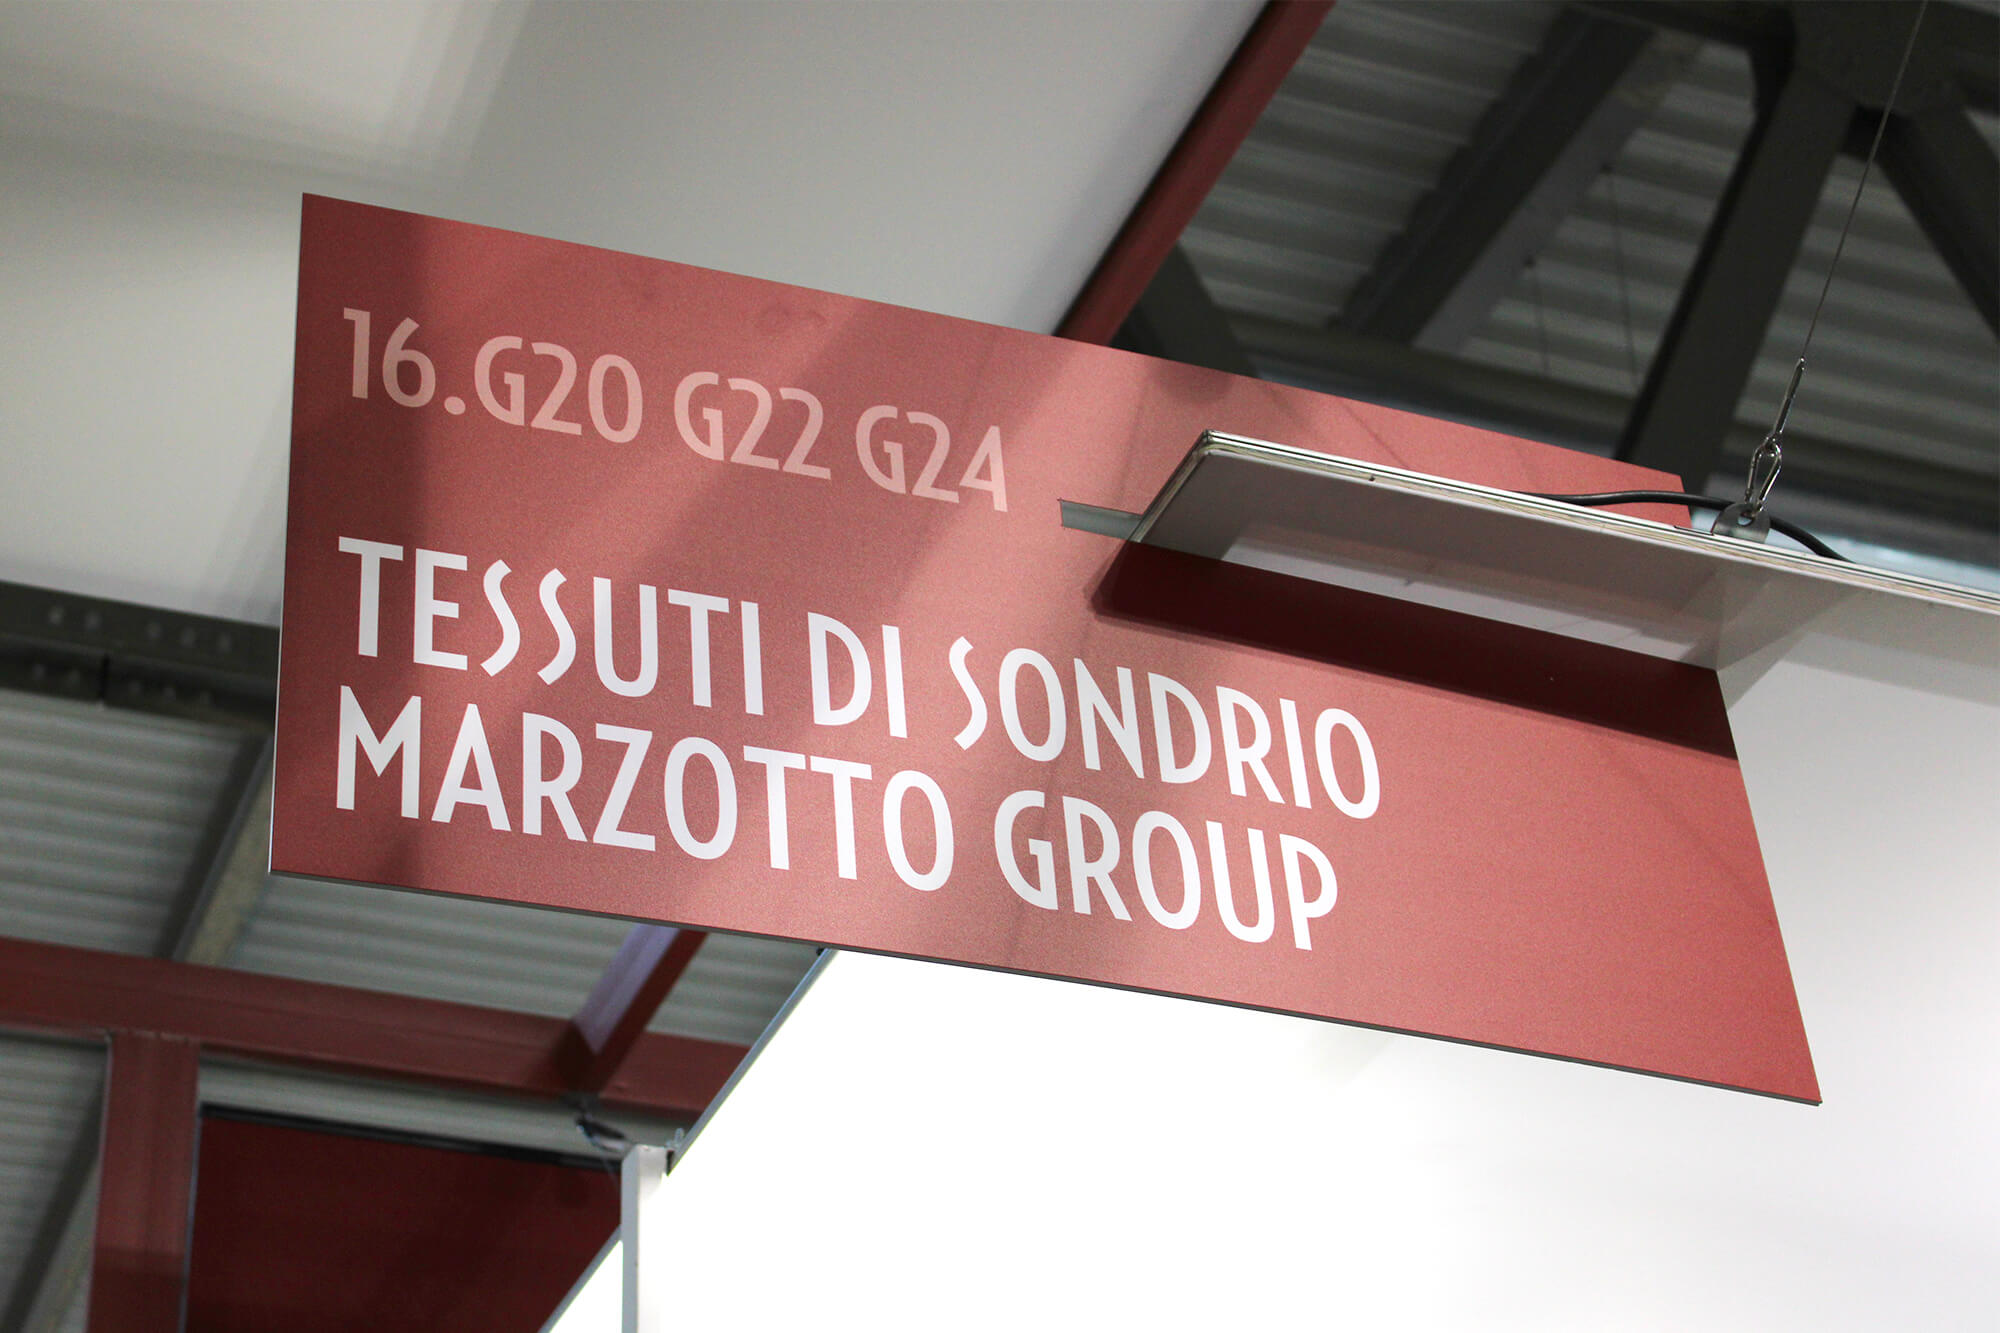 16.G20 G22 G24
TESSUTI DI SONDRIO
MARZOTTO GROUP